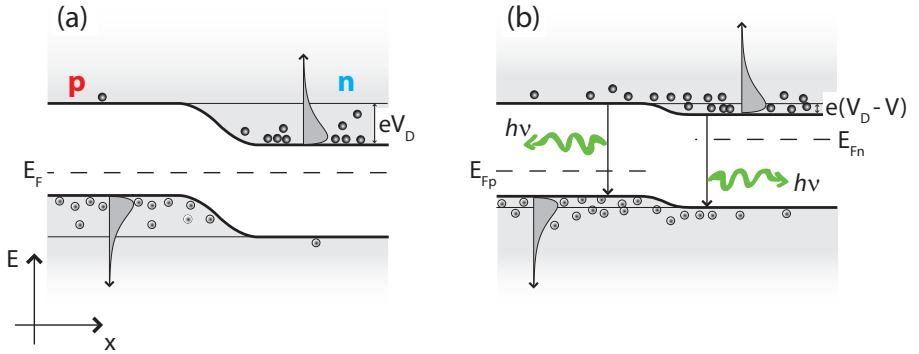 (a)
p
n
eV_D
E_F
E
x
(b)
e(V_D - V)
hν
E_Fn
E_Fp
hν